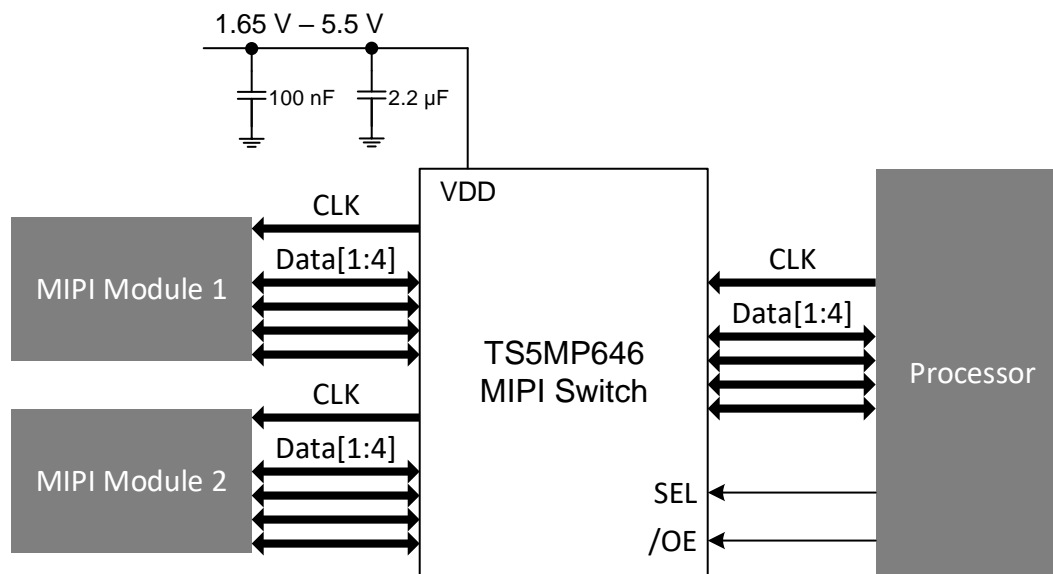 1.65 V – 5.5 V
100 nF
2.2 µF
VDD
CLK
Data[1:4]
MIPI Module 1
CLK
Data[1:4]
MIPI Module 2
TS5MP646
MIPI Switch
CLK
Data[1:4]
SEL
/OE
Processor